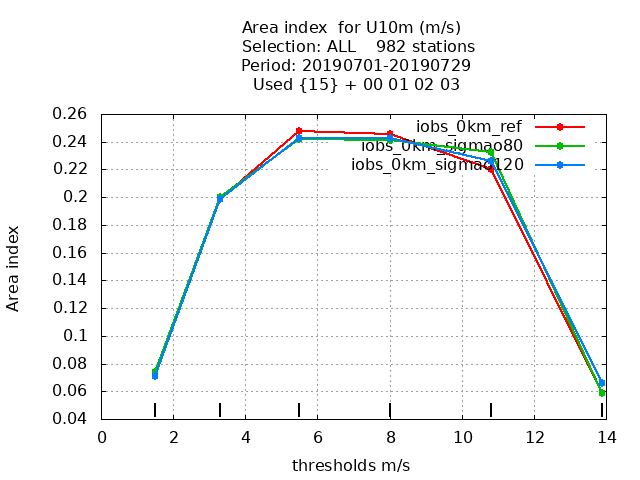 Area index  for U10m (m/s)
Selection: ALL    982 stations
Period: 20190701-20190729
Used {15} + 00 01 02 03
iobs_0km_ref
iobs_0km_sigmao80
iobs_0km_sigmao120
0.26
0.24
0.22
0.2
0.18
0.16
0.14
0.12
0.1
0.08
0.06
0.04
Area index
0 2 4 6 8 10 12 14
thresholds m/s